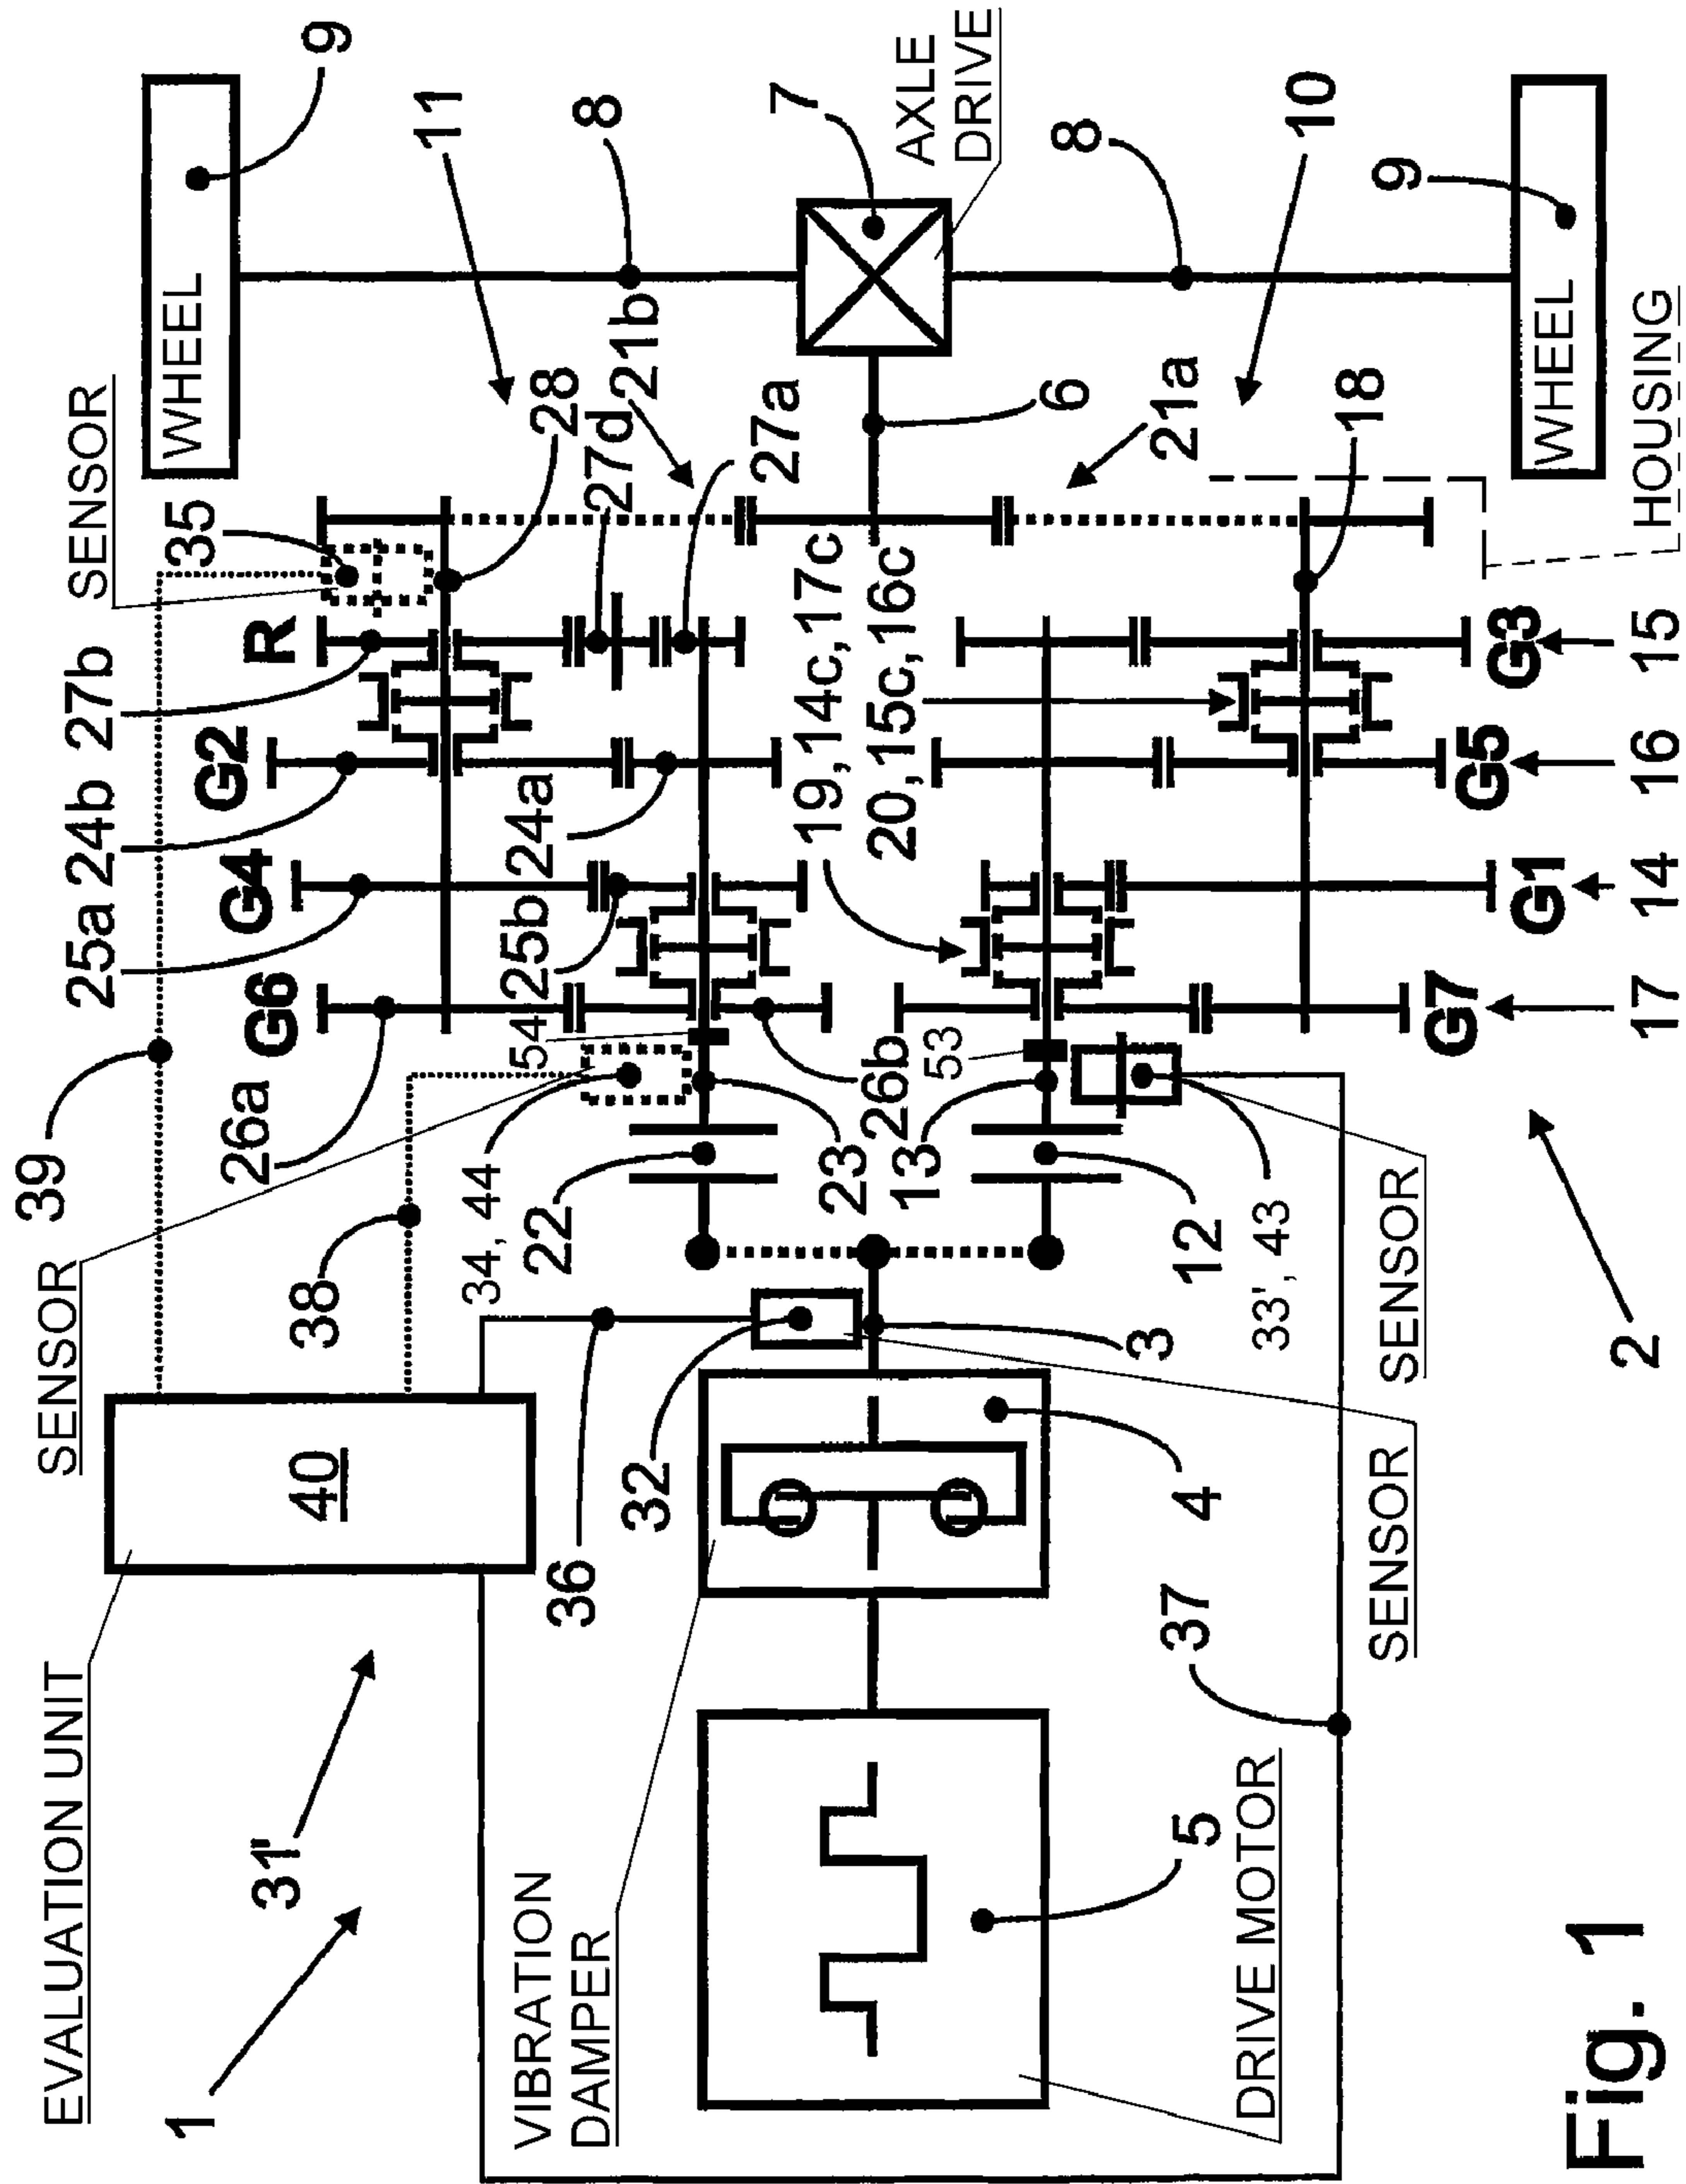 WHEEL
9
SENSOR
35
11
8
7
AXLE
DRIVE
8
10
9
WHEEL
HOUSING
28
21b
27d
27a
6
21a
18
R
27b
G2
24b
25a
G4
24a
25b
G6
26a
39
54
19,14c,17c
20,15c,16c
G3
15
G5
16
G1
14
G7
17
53
26b
13
23
34, 44
22
12
33', 43
SENSOR
SENSOR
38
32
36
3
2
40
4
SENSOR
37
EVALUATION UNIT
31'
1
VIBRATION
DAMPER
5
DRIVE MOTOR
Fig. 1